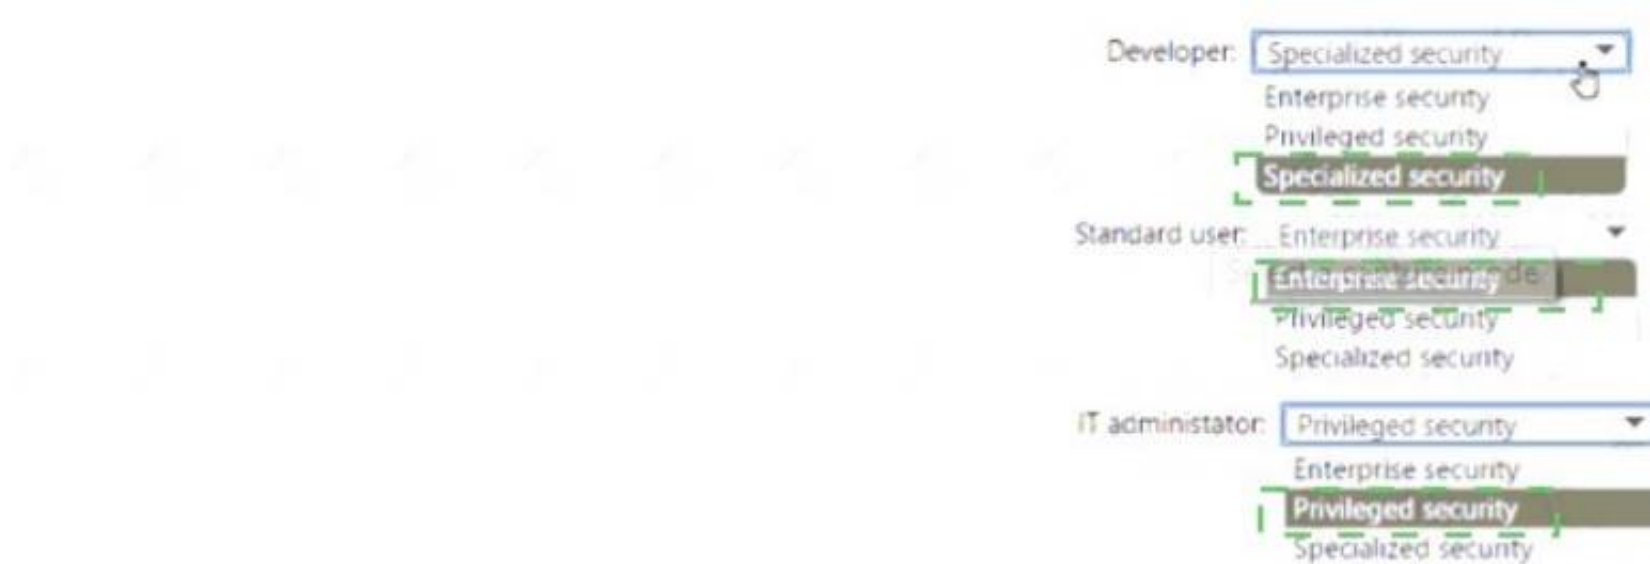 Developer: Specialized security
Enterprise security
Privileged security
Specialized security
Standard user: Enterprise security
Enterprise security
Privileged security
Specialized security
IT administator: Privileged security
Enterprise security
Privileged security
Specialized security